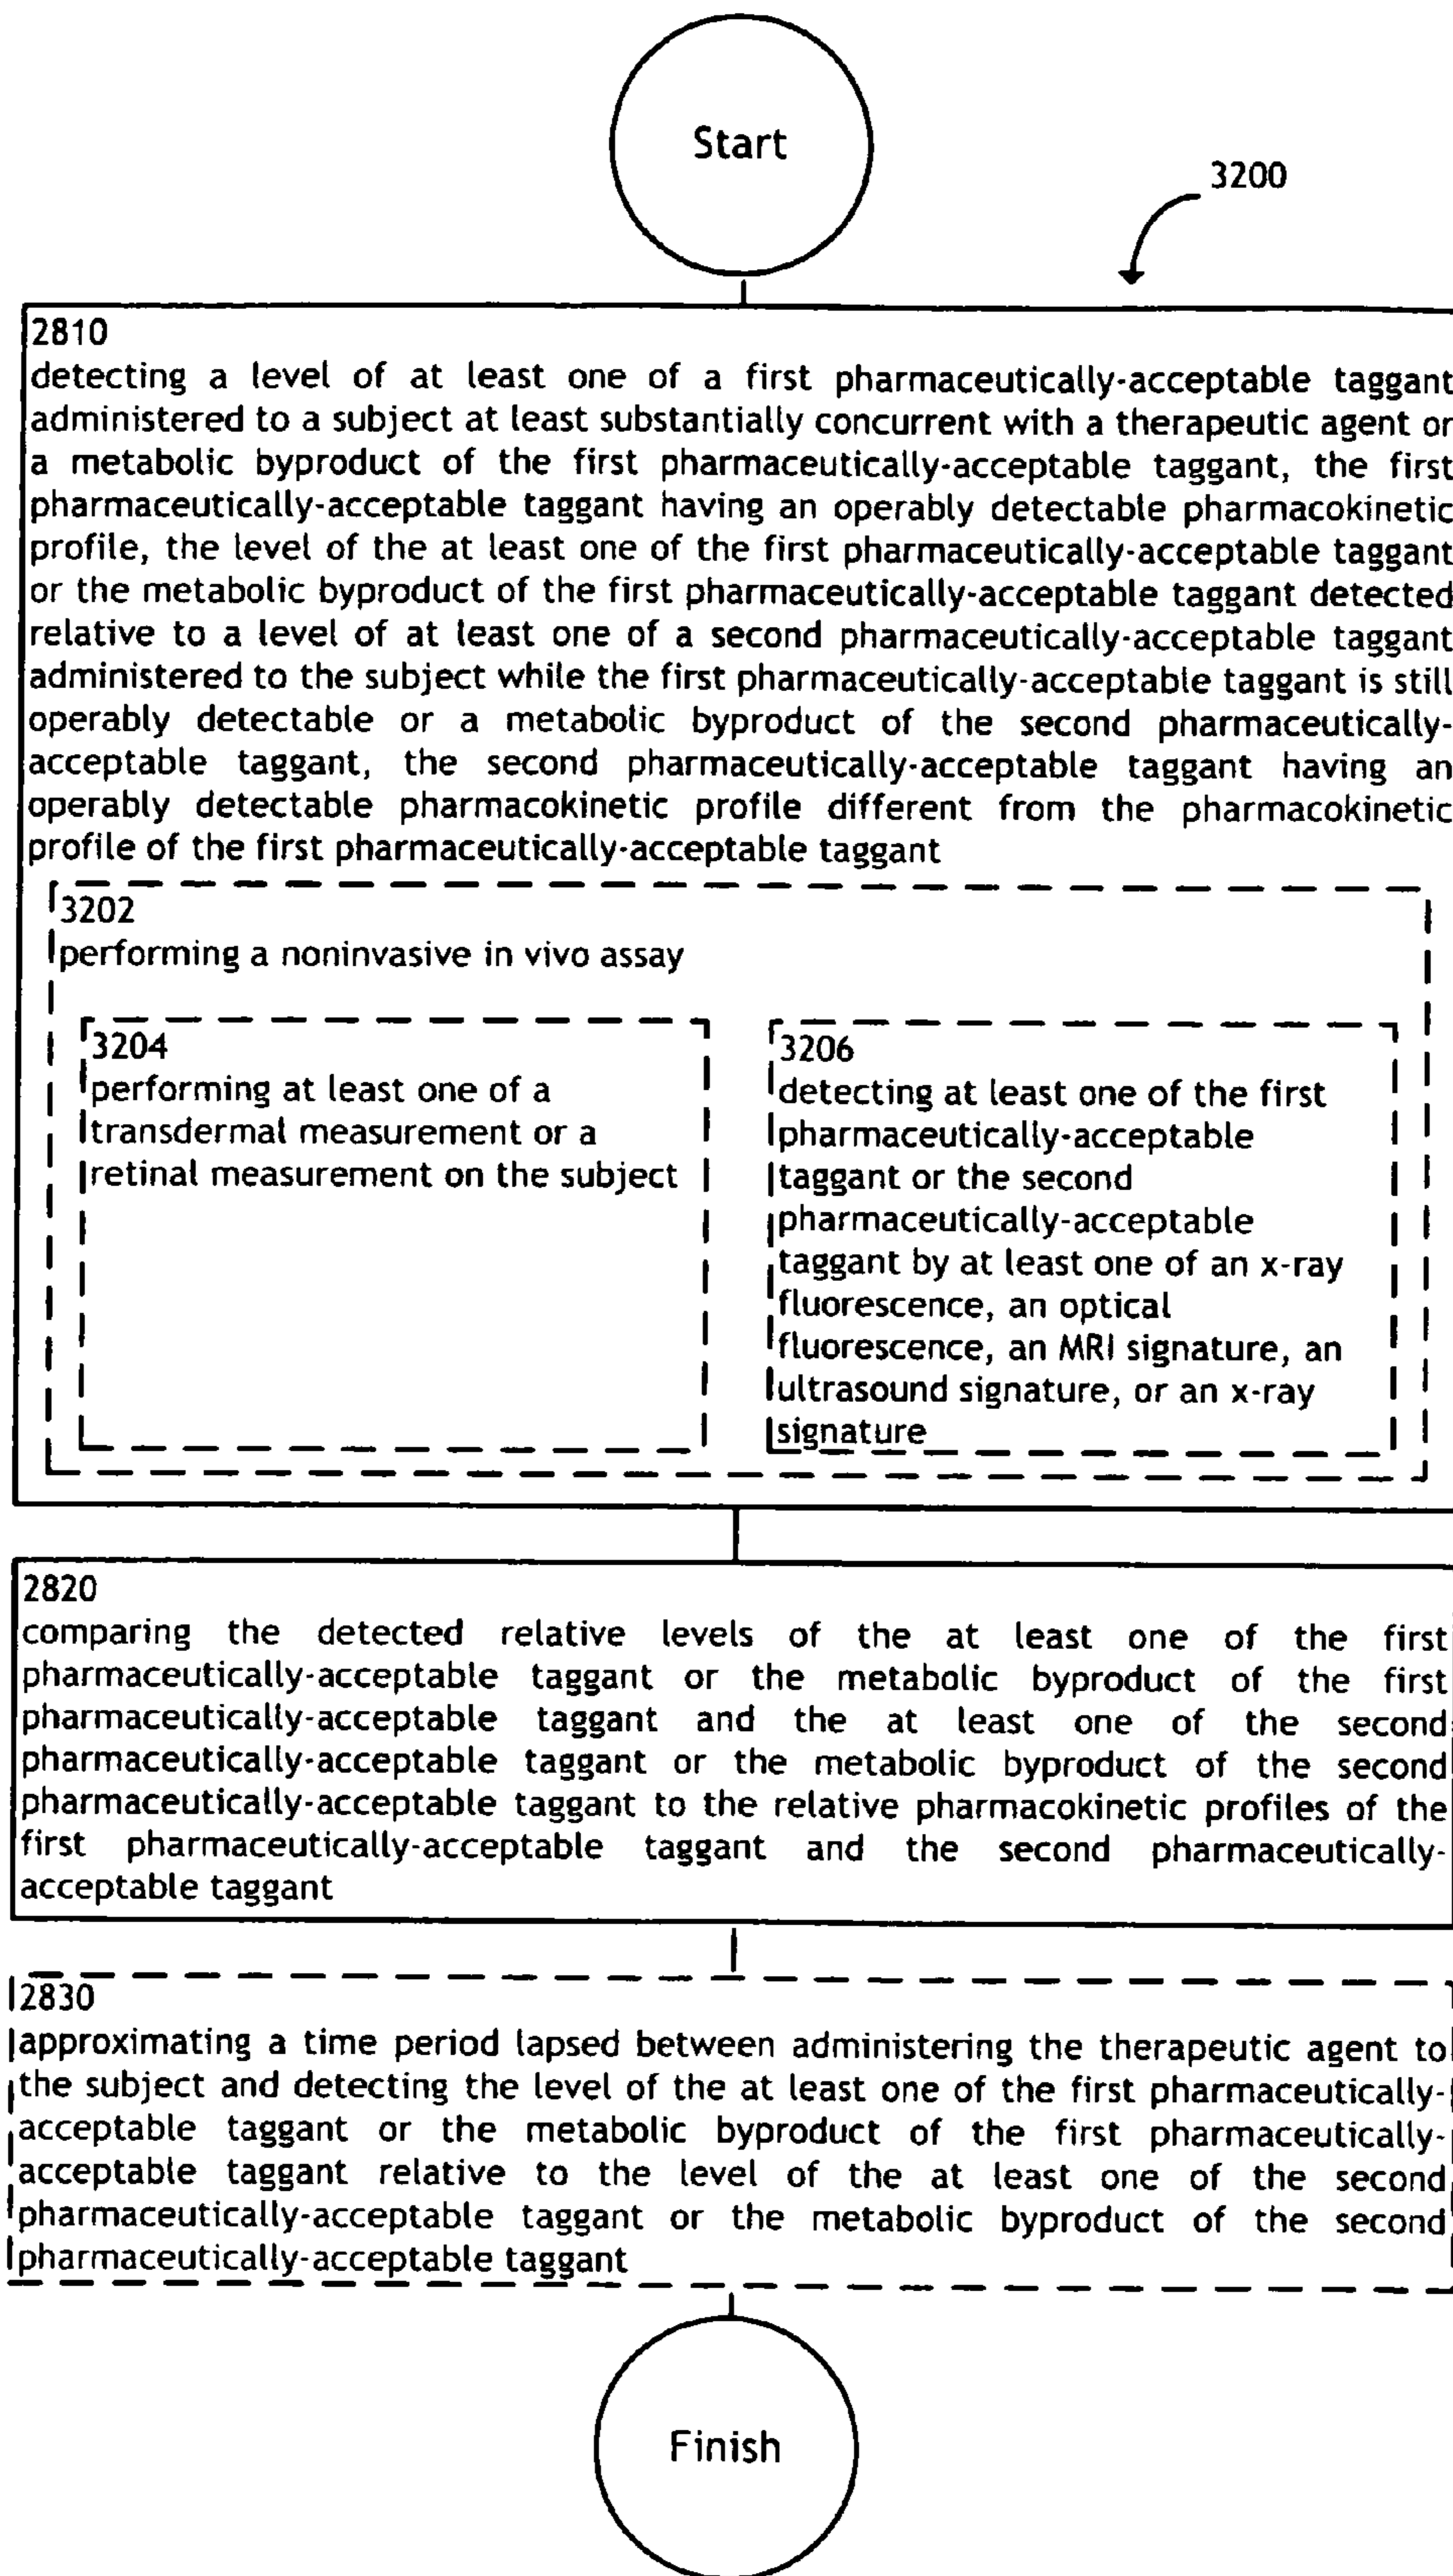 Start
3200
2810
detecting a level of at least one of a first pharmaceutically-acceptable taggant
administered to a subject at least substantially concurrent with a therapeutic agent or
a metabolic byproduct of the first pharmaceutically-acceptable taggant, the first
pharmaceutically-acceptable taggant having an operably detectable pharmacokinetic
profile, the level of the at least one of the first pharmaceutically-acceptable taggant
or the metabolic byproduct of the first pharmaceutically-acceptable taggant detected
relative to a level of at least one of a second pharmaceutically-acceptable taggant
administered to the subject while the first pharmaceutically-acceptable taggant is still
operably detectable or a metabolic byproduct of the second pharmaceutically-
acceptable taggant, the second pharmaceutically-acceptable taggant having an
operably detectable pharmacokinetic profile different from the pharmacokinetic
profile of the first pharmaceutically-acceptable taggant
3202
performing a noninvasive in vivo assay
3204
performing at least one of a
transdermal measurement or a
retinal measurement on the subject
3206
detecting at least one of the first
pharmaceutically-acceptable
taggant or the second
pharmaceutically-acceptable
taggant by at least one of an x-ray
fluorescence, an optical
fluorescence, an MRI signature, an
ultrasound signature, or an x-ray
signature
2820
comparing the detected relative levels of the at least one of the first
pharmaceutically-acceptable taggant or the metabolic byproduct of the first
pharmaceutically-acceptable taggant and the at least one of the second
pharmaceutically-acceptable taggant or the metabolic byproduct of the second
pharmaceutically-acceptable taggant to the relative pharmacokinetic profiles of the
first pharmaceutically-acceptable taggant and the second pharmaceutically-
acceptable taggant
2830
approximating a time period lapsed between administering the therapeutic agent to
the subject and detecting the level of the at least one of the first pharmaceutically-
acceptable taggant or the metabolic byproduct of the first pharmaceutically-
acceptable taggant relative to the level of the at least one of the second
pharmaceutically-acceptable taggant or the metabolic byproduct of the second
pharmaceutically-acceptable taggant
Finish